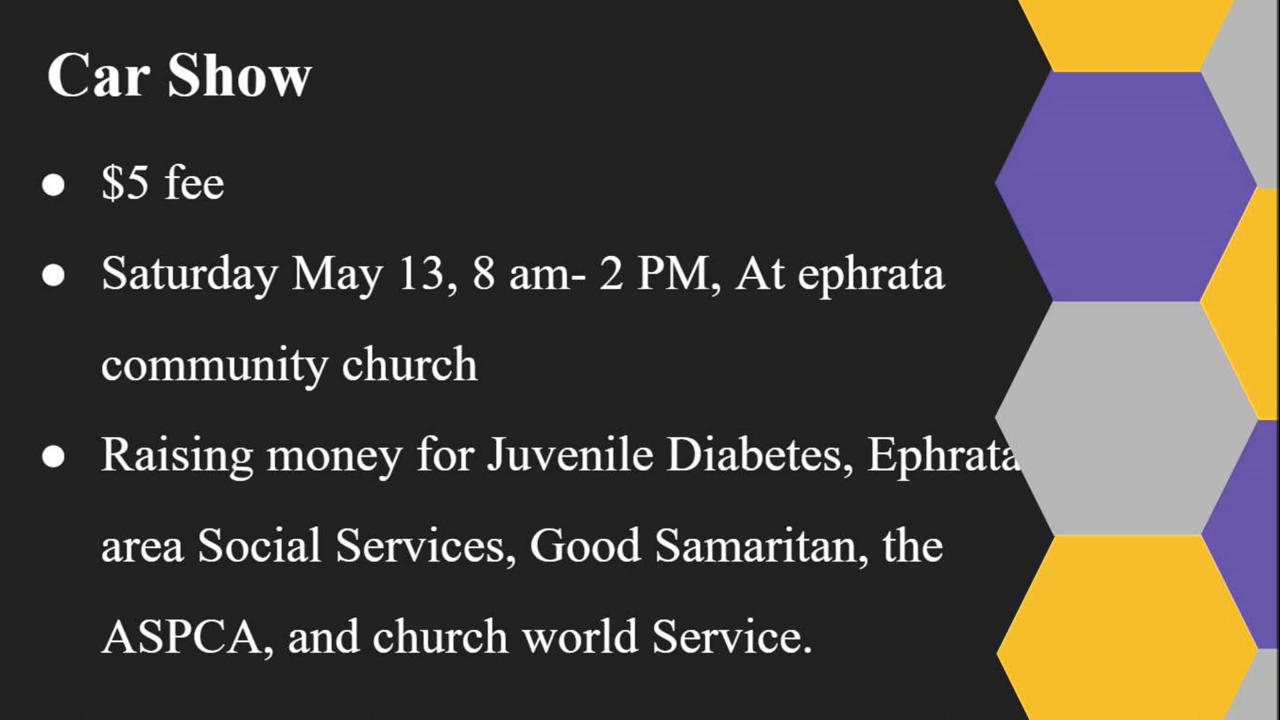 Car Show
● $5 fee
● Saturday May 13, 8 am- 2 PM, At ephrata
community church
● Raising money for Juvenile Diabetes, Ephrata
area Social Services, Good Samaritan, the
ASPCA, and church world Service.